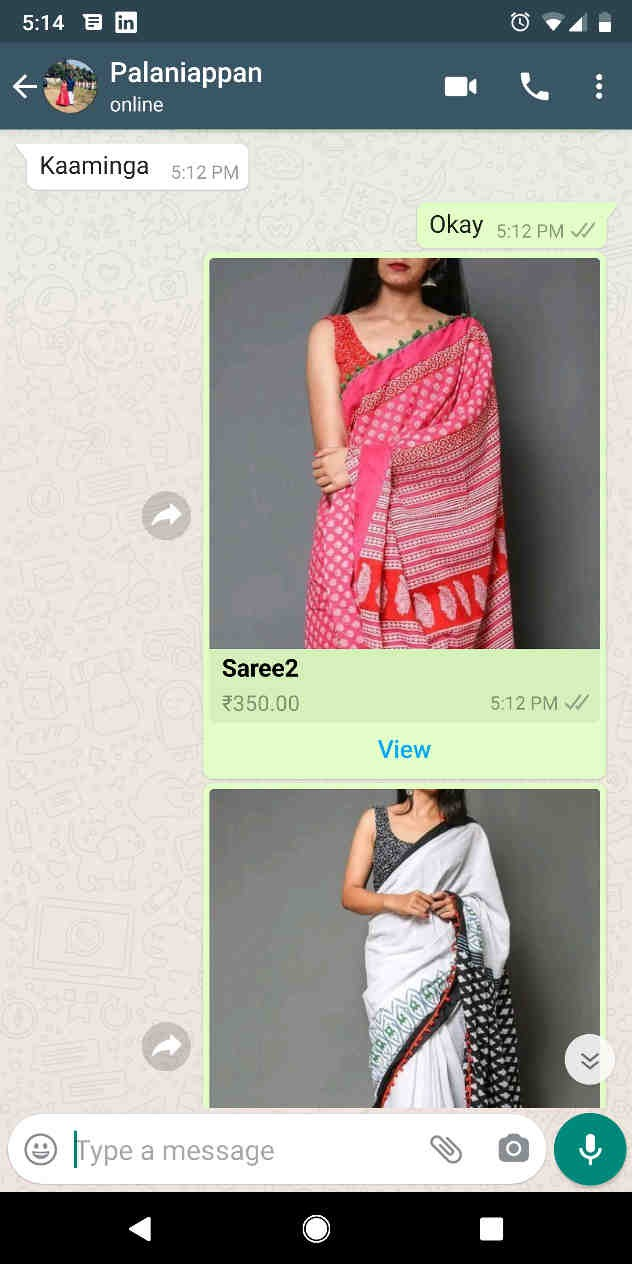 5:14
in
Palaniappan
online
Kaaminga 5:12 PM
Okay 5:12 PM
Saree2
₹350.00 5:12 PM
View
Type a message